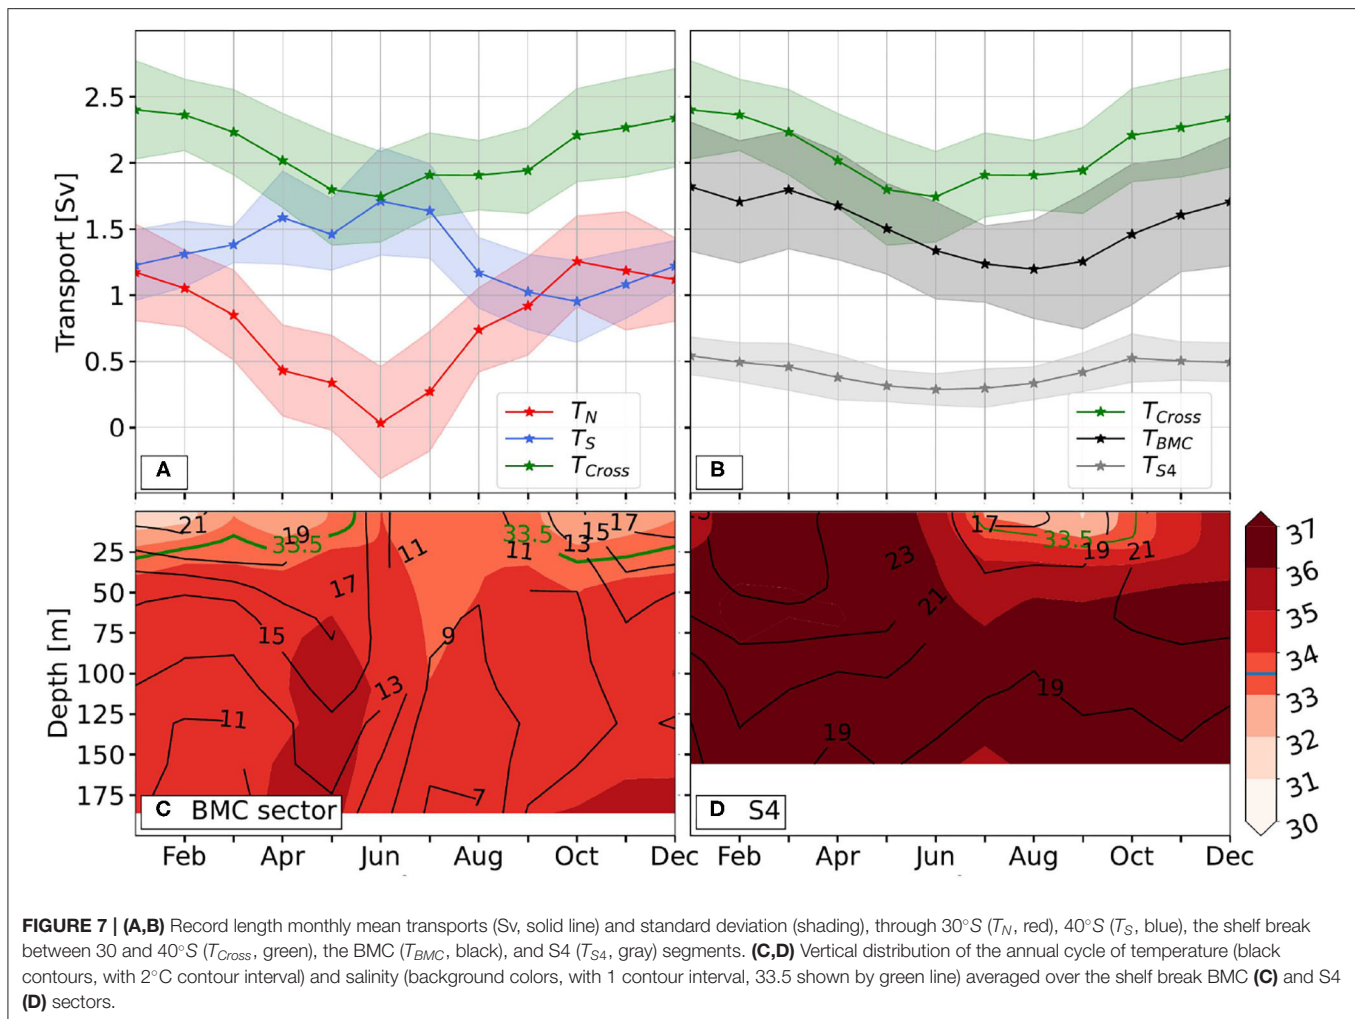 2.5
2
1.5
1
0.5
0
Transport [Sv]
T_N
T_S
T_Cross
A
T_Cross
T_BMC
T_S4
B
25
50
75
100
125
150
175
Depth [m]
21
19
33.5
17
15
11
13
11
9
7
33.5
11
13
15
17
C BMC sector
23
21
19
19
17
33.5
19
21
D S4
37
36
35
34
33
32
31
30
Feb Apr Jun Aug Oct Dec
Feb Apr Jun Aug Oct Dec
FIGURE 7 | (A,B) Record length monthly mean transports (Sv, solid line) and standard deviation (shading), through 30°S (T_N, red), 40°S (T_S, blue), the shelf break
between 30 and 40°S (T_Cross, green), the BMC (T_BMC, black), and S4 (T_S4, gray) segments. (C,D) Vertical distribution of the annual cycle of temperature (black
contours, with 2°C contour interval) and salinity (background colors, with 1 contour interval, 33.5 shown by green line) averaged over the shelf break BMC (C) and S4
(D) sectors.